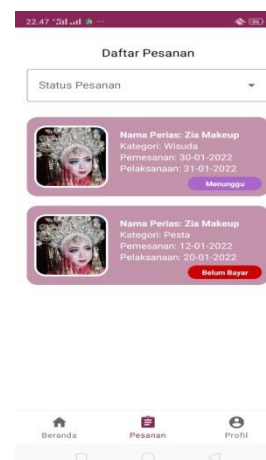 22.47
Daftar Pesanan
Status Pesanan
Nama Perias: Zia Makeup
Kategori: Wisuda
Pemesanan: 30-01-2022
Pelaksanaan: 31-01-2022
Menunggu
Nama Perias: Zia Makeup
Kategori: Pesta
Pemesanan: 12-01-2022
Pelaksanaan: 20-01-2022
Belum Bayar
Beranda
Pesanan
Profil